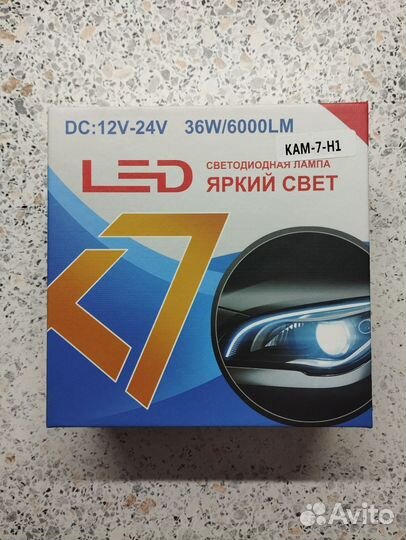 DC:12V-24V 36W/6000LM
KAM-7-H1
LED
СВЕТОДИОДНАЯ ЛАМПА
ЯРКИЙ СВЕТ
K7
Avito